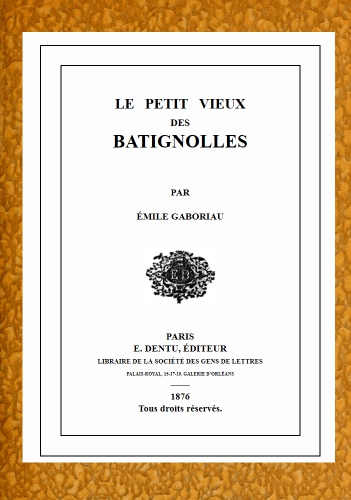 LE PETIT VIEUX
DES
BATIGNOLLES
PAR
ÉMILE GABORIAU
E D
PARIS
E. DENTU, ÉDITEUR
LIBRAIRE DE LA SOCIÉTÉ DES GENS DE LETTRES
PALAIS-ROYAL, 15-17-19, GALERIE D'ORLÉANS
1876
Tous droits réservés.